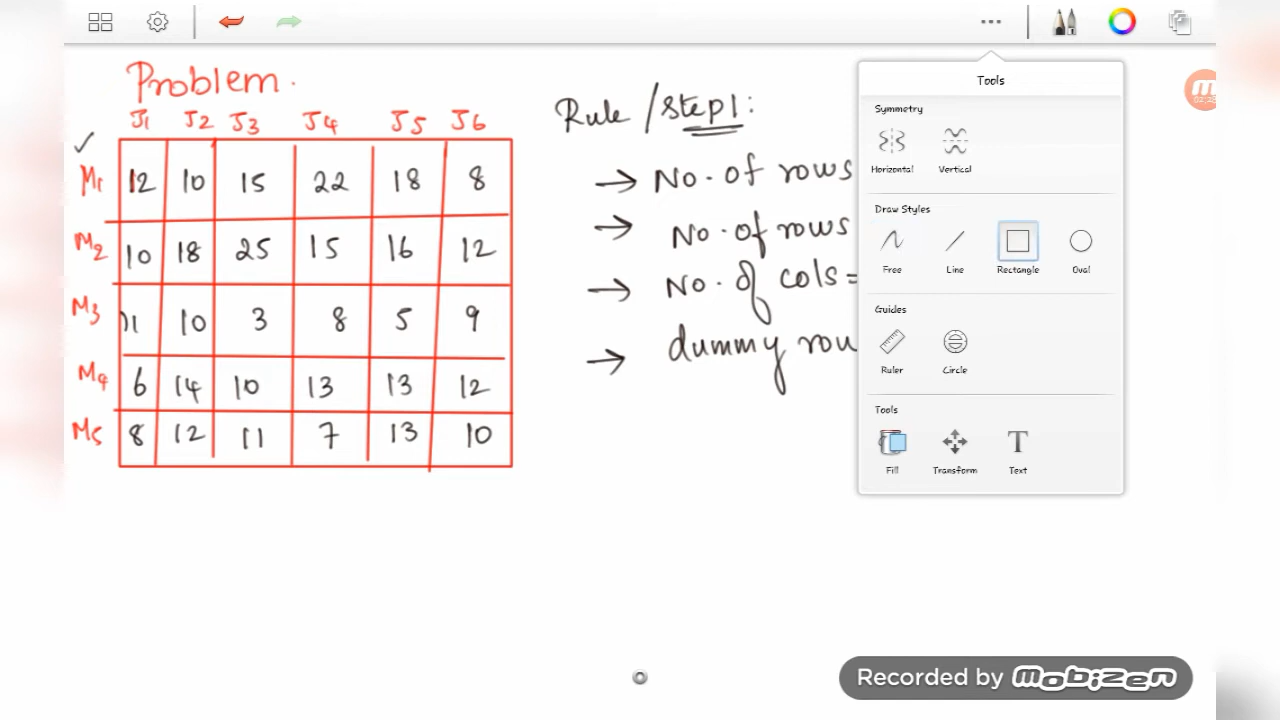 Problem.
J1 J2 J3 J4 J5 J6
M1 12 10 15 22 18 8
M2 10 18 25 15 16 12
M3 11 10 3 8 5 9
M4 6 14 10 13 13 12
M5 8 12 11 7 13 10
Rule / step1:
→ No. of rows
→ No. of rows
→ No. of cols =
→ dummy row
Tools
Symmetry
Horizontal Vertical
Draw Styles
Free Line Rectangle Oval
Guides
Ruler Circle
Tools
Fill Transform Text
Recorded by mobizen